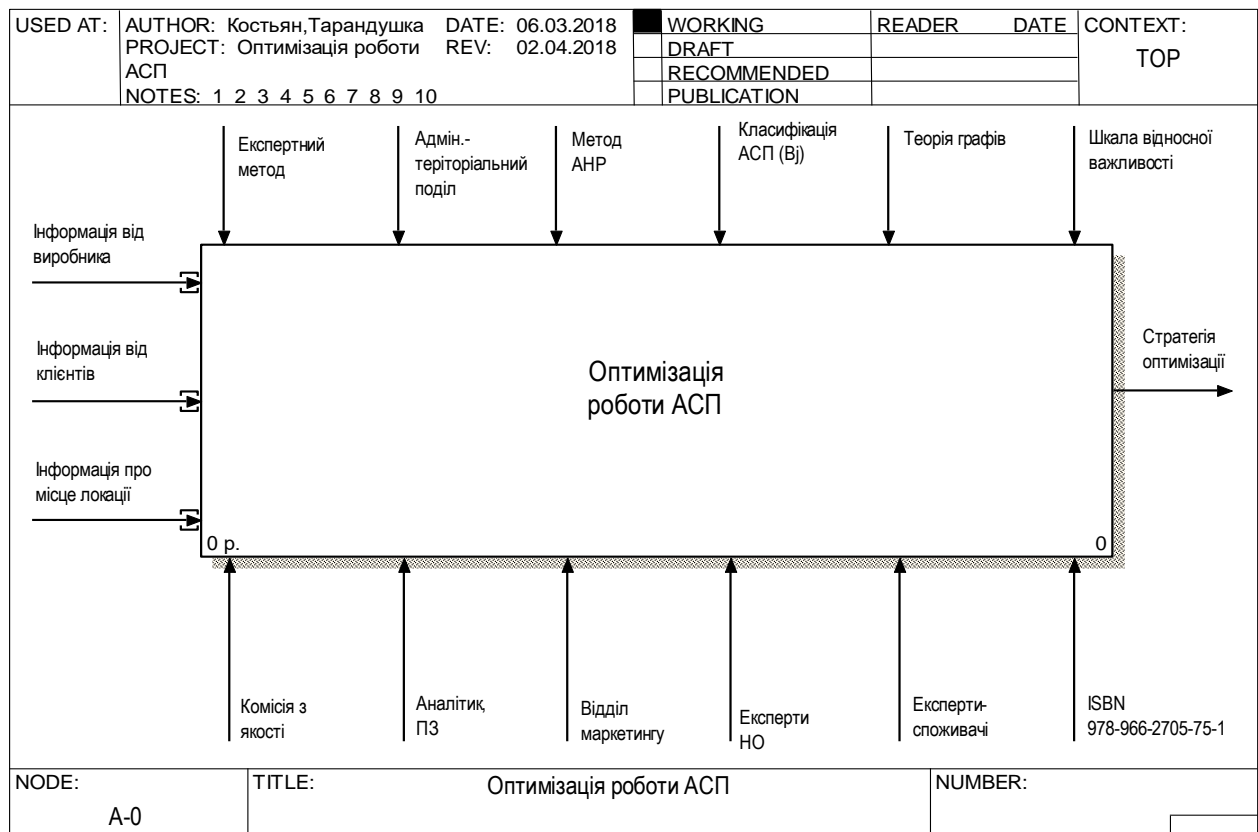 USED AT:
AUTHOR: Костьян,Тарандушка DATE: 06.03.2018
PROJECT: Оптимізація роботи REV: 02.04.2018
АСП
NOTES: 1 2 3 4 5 6 7 8 9 10
WORKING
DRAFT
RECOMMENDED
PUBLICATION
READER DATE
CONTEXT:
TOP
Експертний
метод
Адмін.-
теріторіальний
поділ
Метод
АНР
Класифікація
АСП (Bj)
Теорія графів
Шкала відносної
важливості
Інформація від
виробника
Інформація від
клієнтів
Інформація про
місце локації
Оптимізація
роботи АСП
0 р.
0
Стратегія
оптимізації
Комісія з
якості
Аналітик,
ПЗ
Відділ
маркетингу
Експерти
НО
Експерти-
споживачі
ISBN
978-966-2705-75-1
NODE:
A-0
TITLE:
Оптимізація роботи АСП
NUMBER: